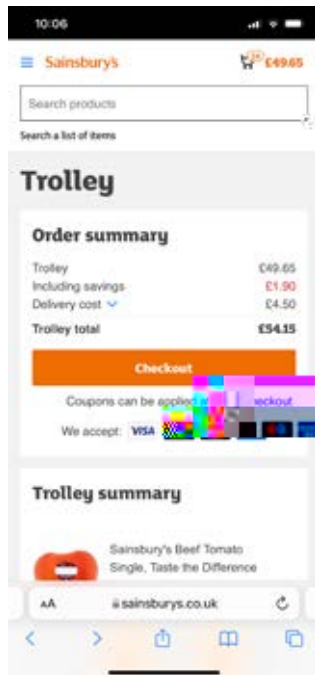 10:06
Sainsbury's £49.65
Search products
Search a list of items
Trolley
Order summary
Trolley £49.65
Including savings £1.90
Delivery cost £4.50
Trolley total £54.15
Checkout
Coupons can be applied
We accept: VISA
Trolley summary
Sainsbury's Beef Tomato
Single, Taste the Difference
AA sainsburys.co.uk